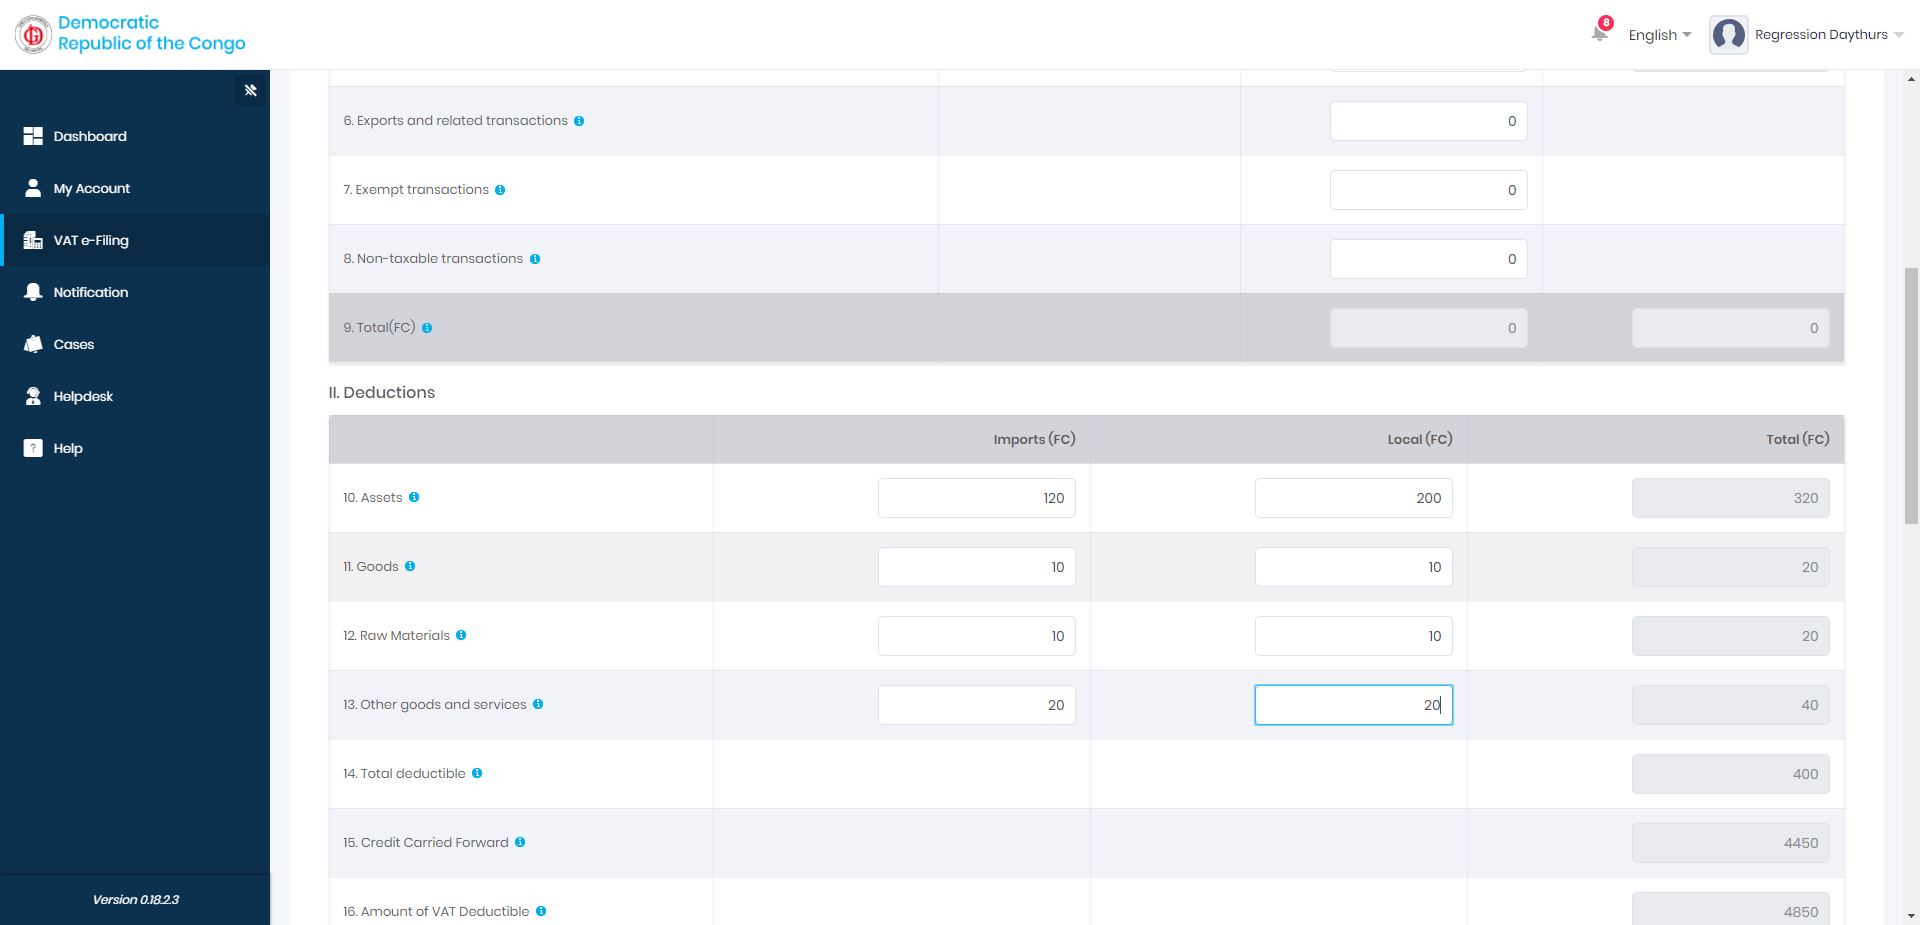 Democratic
Republic of the Congo
8
English
Regression Daythurs
Dashboard
My Account
VAT e-Filing
Notification
Cases
Helpdesk
? Help
Version 0.18.2.3
6. Exports and related transactions 0
7. Exempt transactions 0
8. Non-taxable transactions 0
9. Total(FC) 0 0
II. Deductions
Imports (FC) Local (FC) Total (FC)
10. Assets 120 200 320
11. Goods 10 10 20
12. Raw Materials 10 10 20
13. Other goods and services 20 20 40
14. Total deductible 400
15. Credit Carried Forward 4450
16. Amount of VAT Deductible 4850